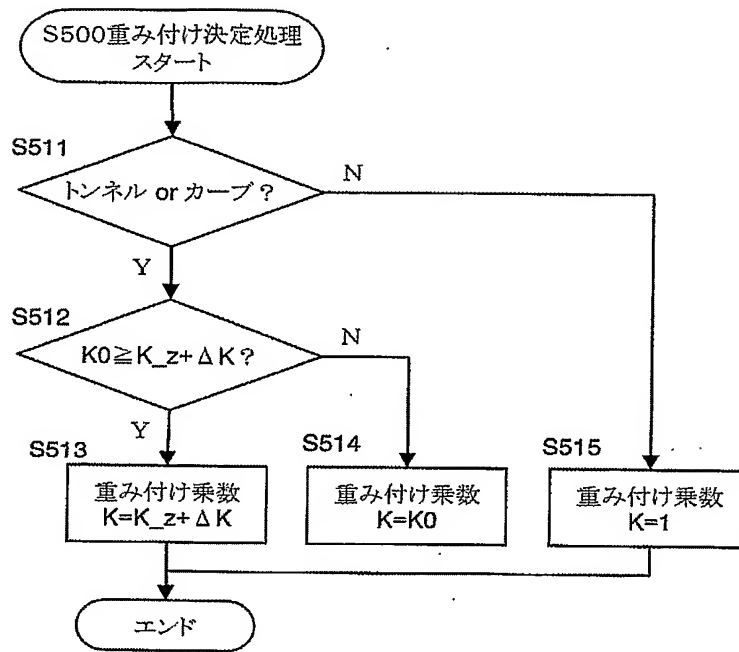 S500重み付け決定処理
スタート
S511
トンネル or カーブ?
N
Y
S512
K0≧K_z+ΔK?
N
Y
S513
重み付け乗数
K=K_z+ΔK
S514
重み付け乗数
K=K0
S515
重み付け乗数
K=1
エンド